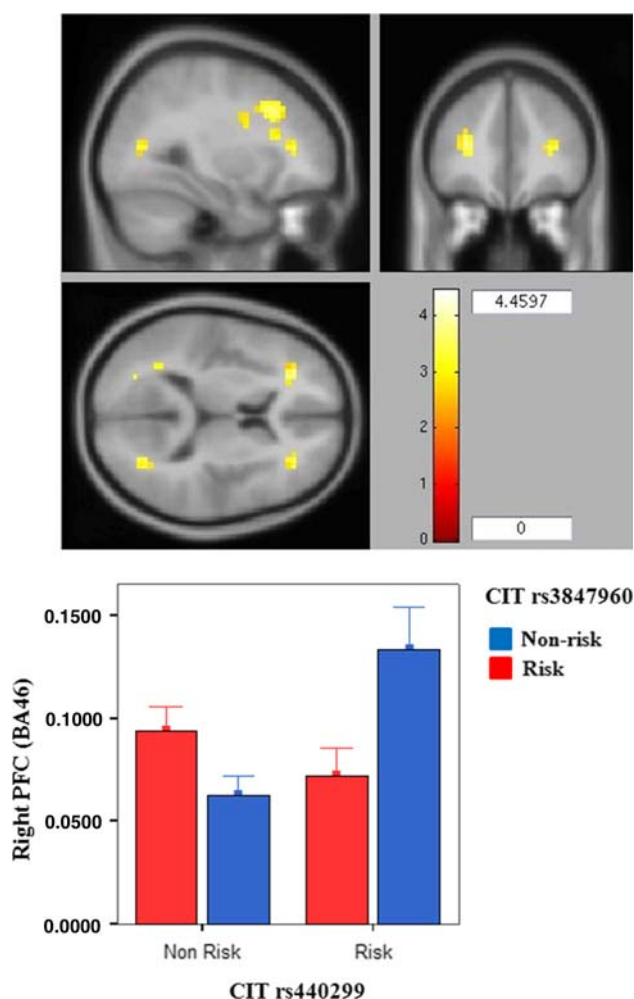 4.4597
4
3
2
1
0
0
CIT rs3847960
Non-risk
Risk
0.1500
0.1000
0.0500
0.0000
Right PFC (BA46)
Non Risk
Risk
CIT rs440299